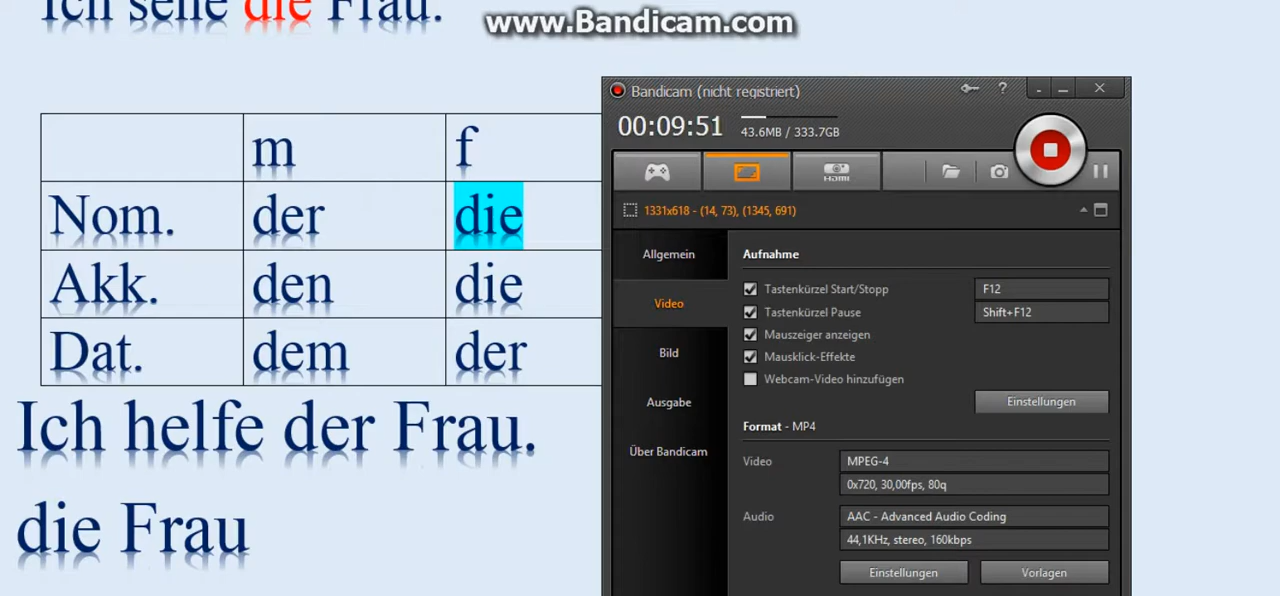 Ich sehe die Frau.
www.Bandicam.com
m f
Nom. der die
Akk. den die
Dat. dem der
Ich helfe der Frau.
die Frau
Bandicam (nicht registriert)
?
00:09:51
43.6MB / 333.7GB
HDMI
1331x618 - (14, 73), (1345, 691)
Allgemein
Video
Bild
Ausgabe
Über Bandicam
Aufnahme
Tastenkürzel Start/Stopp F12
Tastenkürzel Pause Shift+F12
Mauszeiger anzeigen
Mausklick-Effekte
Webcam-Video hinzufügen
Einstellungen
Format - MP4
Video MPEG-4
0x720, 30,00fps, 80q
Audio AAC - Advanced Audio Coding
44,1KHz, stereo, 160kbps
Einstellungen Vorlagen